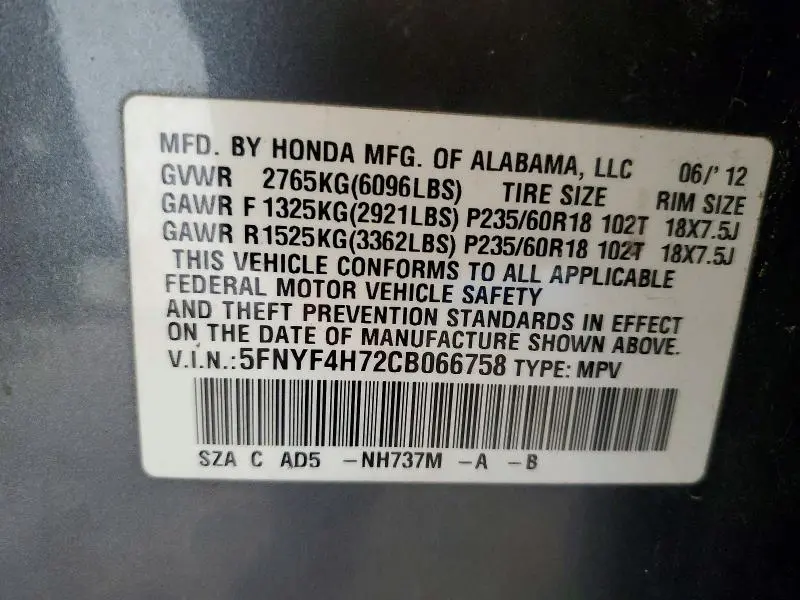 MFD. BY HONDA MFG. OF ALABAMA, LLC 06/' 12
GVWR 2765KG(6096LBS) TIRE SIZE RIM SIZE
GAWR F 1325KG(2921LBS) P235/60R18 102T 18X7.5J
GAWR R1525KG(3362LBS) P235/60R18 102T 18X7.5J
THIS VEHICLE CONFORMS TO ALL APPLICABLE
FEDERAL MOTOR VEHICLE SAFETY
AND THEFT PREVENTION STANDARDS IN EFFECT
ON THE DATE OF MANUFACTURE SHOWN ABOVE.
V.I.N.:5FNYF4H72CB066758 TYPE: MPV
SZA C AD5 -NH737M -A -B